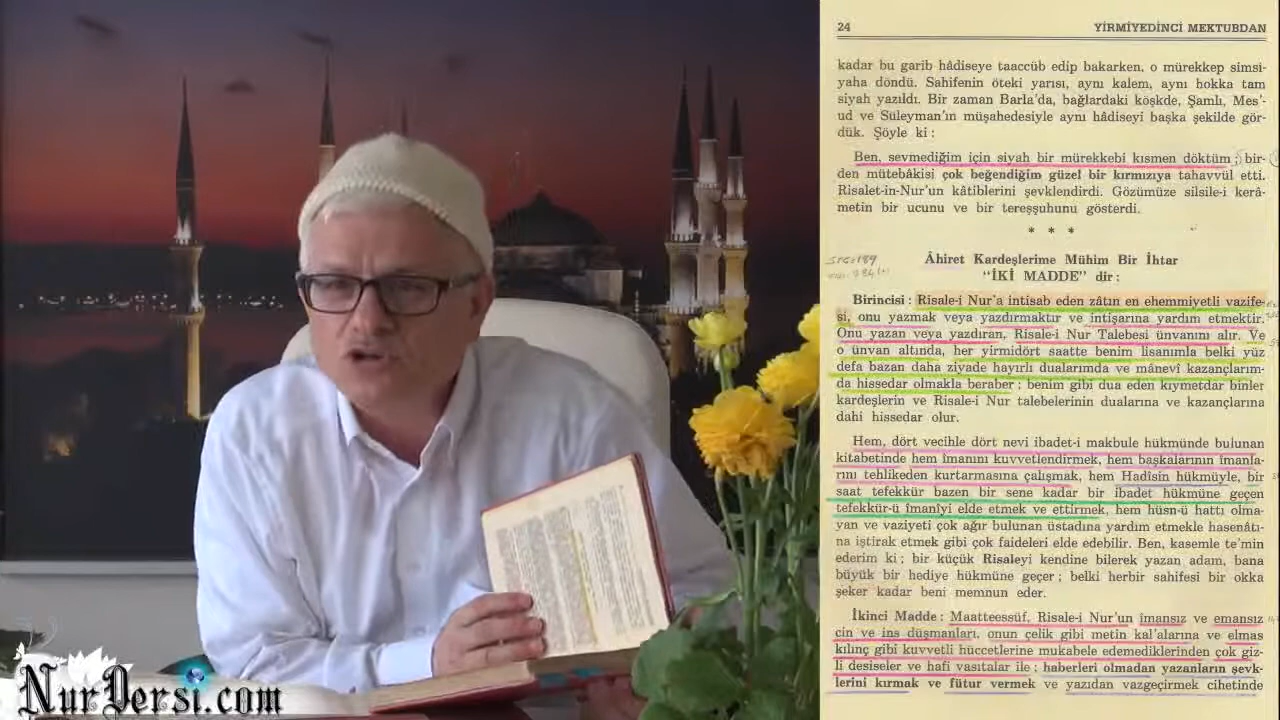 24 YİRMİYEDİNCİ MEKTUBDAN
kadar bu garib hâdiseye taaccüb edip bakarken, o mürekkep simsi-
yaha döndü. Sahifenin öteki yarısı, aynı kalem, aynı hokka tam
siyah yazıldı. Bir zaman Barla'da, bağlardaki köşkde, Şamlı, Mes'-
ud ve Süleyman'ın müşahedesiyle aynı hâdiseyi başka şekilde gör-
dük. Şöyle ki :
Ben, sevmediğim için siyah bir mürekkebi kısmen döktüm ; bir-
den mütebâkisi çok beğendiğim güzel bir kırmızıya tahavvül etti.
Risalet-in-Nur'un kâtiblerini şevklendirdi. Gözümüze silsile-i kerâ-
metin bir ucunu ve bir tereşşuhunu gösterdi.
* * *
Âhiret Kardeşlerime Mühim Bir İhtar
"İKİ MADDE" dir :
Birincisi : Risale-i Nur'a intisab eden zâtın en ehemmiyetli vazife-
si, onu yazmak veya yazdırmaktır ve intişarına yardım etmektir.
Onu yazan veya yazdıran, Risale-i Nur Talebesi ünvanını alır. Ve
o ünvan altında, her yirmidört saatte benim lisanımla belki yüz
defa bazan daha ziyade hayırlı dualarımda ve mânevî kazançlarım-
da hissedar olmakla beraber ; benim gibi dua eden kıymetdar binler
kardeşlerin ve Risale-i Nur talebelerinin dualarına ve kazançlarına
dahi hissedar olur.
Hem, dört vecihle dört nevi ibadet-i makbule hükmünde bulunan
kitabetinde hem îmanını kuvvetlendirmek, hem başkalarının îmanla-
rını tehlikeden kurtarmasına çalışmak, hem Hadîsin hükmüyle, bir
saat tefekkür bazen bir sene kadar bir ibadet hükmüne geçen
tefekkür-ü îmanîyi elde etmek ve ettirmek, hem hüsn-ü hattı olma-
yan ve vaziyeti çok ağır bulunan üstadına yardım etmekle hasenâtı-
na iştirak etmek gibi çok faideleri elde edebilir. Ben, kasemle te'min
ederim ki ; bir küçük Risaleyi kendine bilerek yazan adam, bana
büyük bir hediye hükmüne geçer ; belki herbir sahifesi bir okka
şeker kadar beni memnun eder.
İkinci Madde : Maatteessüf, Risale-i Nur'un îmansız ve emansız
cin ve ins düşmanları, onun çelik gibi metin kal'alarına ve elmas
kılınç gibi kuvvetli hüccetlerine mukabele edemediklerinden çok giz-
li desiseler ve hafi vasıtalar ile ; haberleri olmadan yazanların şevk-
lerini kırmak ve fütur vermek ve yazıdan vazgeçirmek cihetinde
NurDersi.com